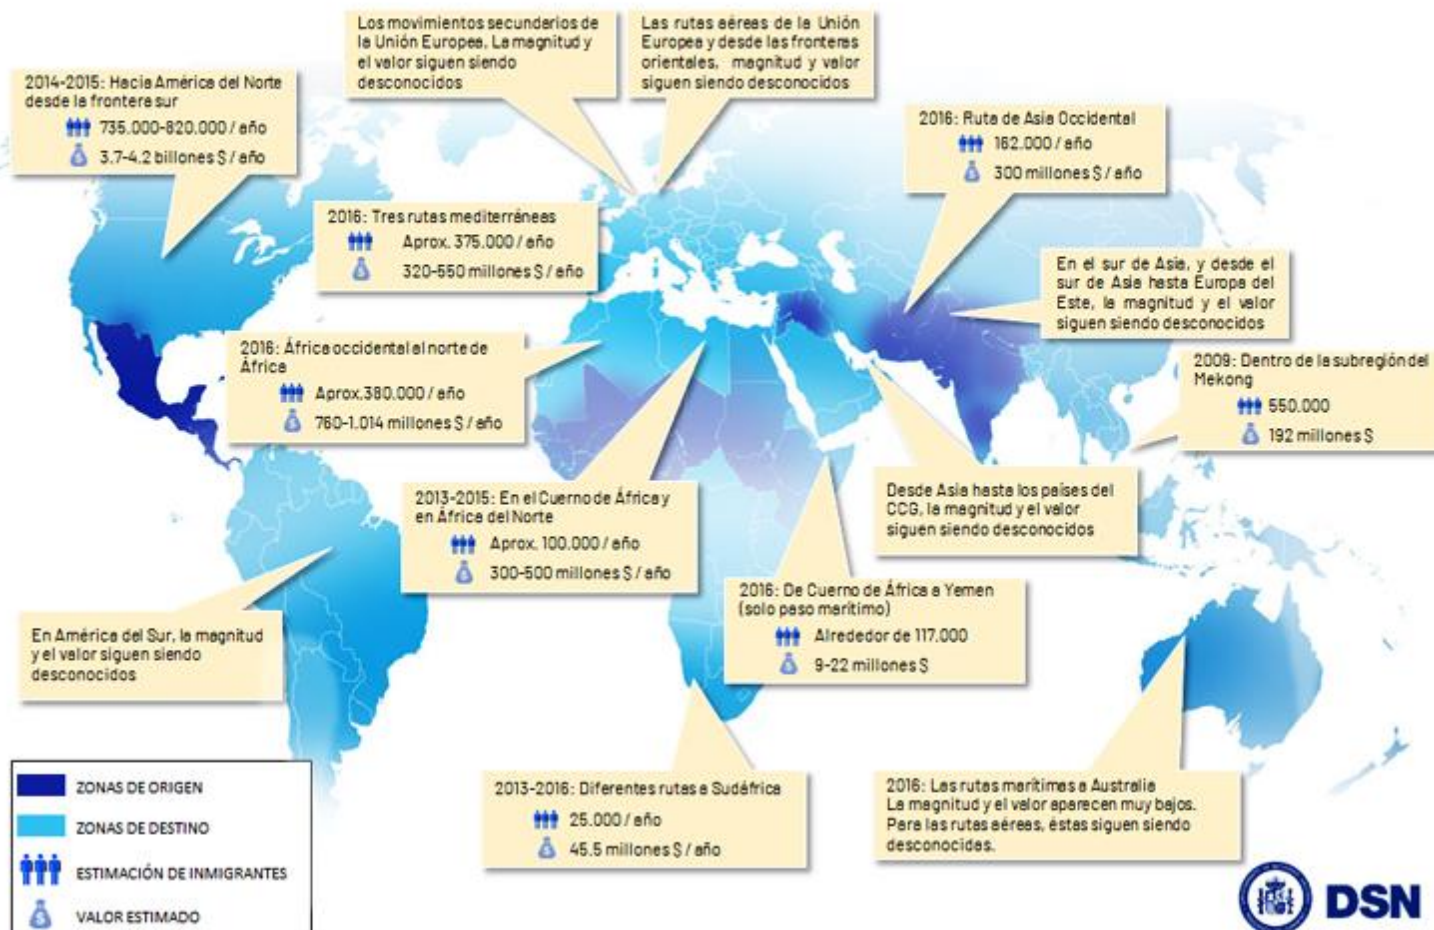 Los movimientos secundarios de
la Unión Europea, La magnitud y
el valor siguen siendo
desconocidos
Las rutas aéreas de la Unión
Europea y desde las fronteras
orientales, magnitud y valor
siguen siendo desconocidos
2014-2015: Hacia América del Norte
desde la frontera sur
735.000-820.000 / año
3.7-4.2 billones $ / año
2016: Ruta de Asia Occidental
162.000 / año
300 millones $ / año
2016: Tres rutas mediterráneas
Aprox. 375.000 / año
320-550 millones $ / año
En el sur de Asia, y desde el
sur de Asia hasta Europa del
Este, la magnitud y el valor
siguen siendo desconocidos
2016: África occidental al norte de
África
Aprox.380.000 / año
760-1.014 millones $ / año
2009: Dentro de la subregión del
Mekong
550.000
192 millones $
2013-2015: En el Cuerno de África y
en África del Norte
Aprox. 100.000 / año
300-500 millones $ / año
Desde Asia hasta los países del
CCG, la magnitud y el valor
siguen siendo desconocidos
2016: De Cuerno de África a Yemen
(solo paso marítimo)
Alrededor de 117.000
9-22 millones $
En América del Sur, la magnitud
y el valor siguen siendo
desconocidos
2013-2016: Diferentes rutas a Sudáfrica
25.000 / año
45.5 millones $ / año
2016: Las rutas marítimas a Australia
La magnitud y el valor aparecen muy bajos.
Para las rutas aéreas, éstas siguen siendo
desconocidas.
ZONAS DE ORIGEN
ZONAS DE DESTINO
ESTIMACIÓN DE INMIGRANTES
VALOR ESTIMADO
DSN